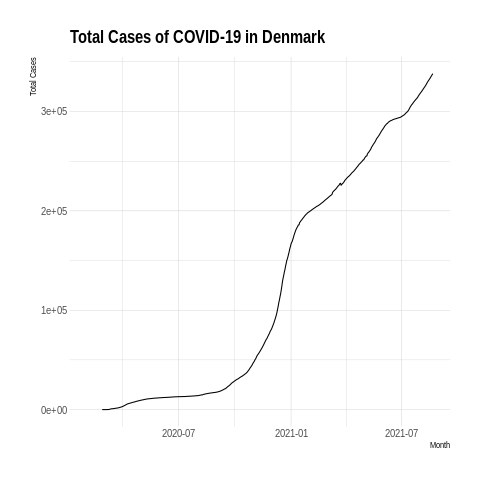 Total Cases of COVID-19 in Denmark
Total Cases
3e+05
2e+05
1e+05
0e+00
2020-07
2021-01
2021-07
Month